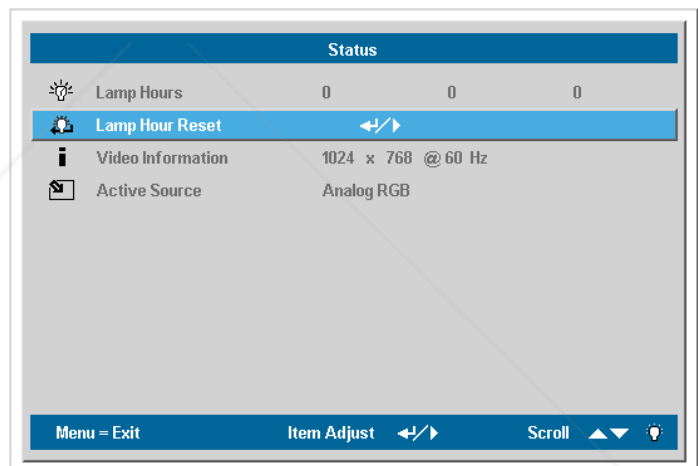 Status
Lamp Hours 0 0 0
Lamp Hour Reset
Video Information 1024 x 768 @ 60 Hz
Active Source Analog RGB
Menu = Exit Item Adjust Scroll